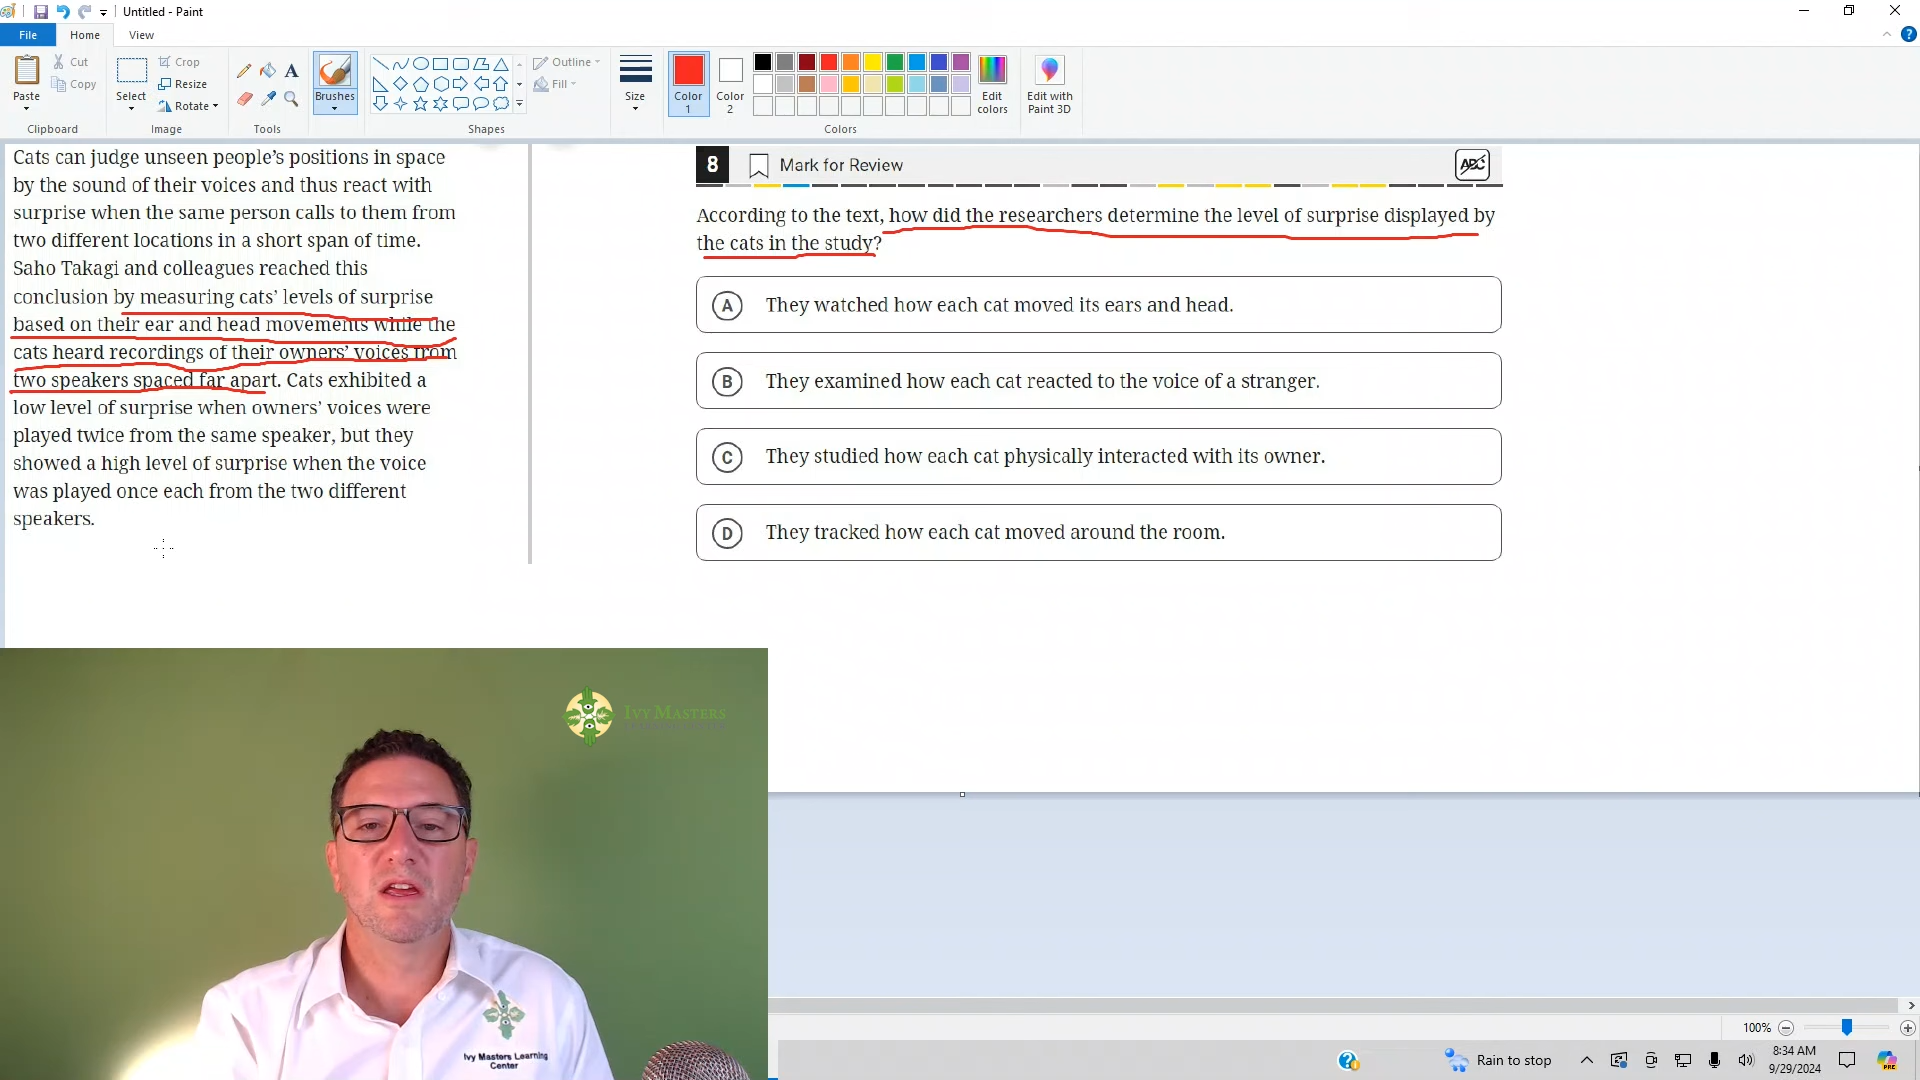 Untitled - Paint
File
Home
View
Paste
Cut
Copy
Clipboard
Select
Crop
Resize
Rotate
Image
A
Tools
Brushes
Outline
Fill
Shapes
Size
Color
1
Color
2
Edit
colors
Colors
Edit with
Paint 3D
Cats can judge unseen people’s positions in space
by the sound of their voices and thus react with
surprise when the same person calls to them from
two different locations in a short span of time.
Saho Takagi and colleagues reached this
conclusion by measuring cats’ levels of surprise
based on their ear and head movements while the
cats heard recordings of their owners’ voices from
two speakers spaced far apart. Cats exhibited a
low level of surprise when owners’ voices were
played twice from the same speaker, but they
showed a high level of surprise when the voice
was played once each from the two different
speakers.
8
Mark for Review
ABC
According to the text, how did the researchers determine the level of surprise displayed by
the cats in the study?
A They watched how each cat moved its ears and head.
B They examined how each cat reacted to the voice of a stranger.
C They studied how each cat physically interacted with its owner.
D They tracked how each cat moved around the room.
Ivy Masters
Ivy Masters Learning
Center
100%
Rain to stop
8:34 AM
9/29/2024
PRE